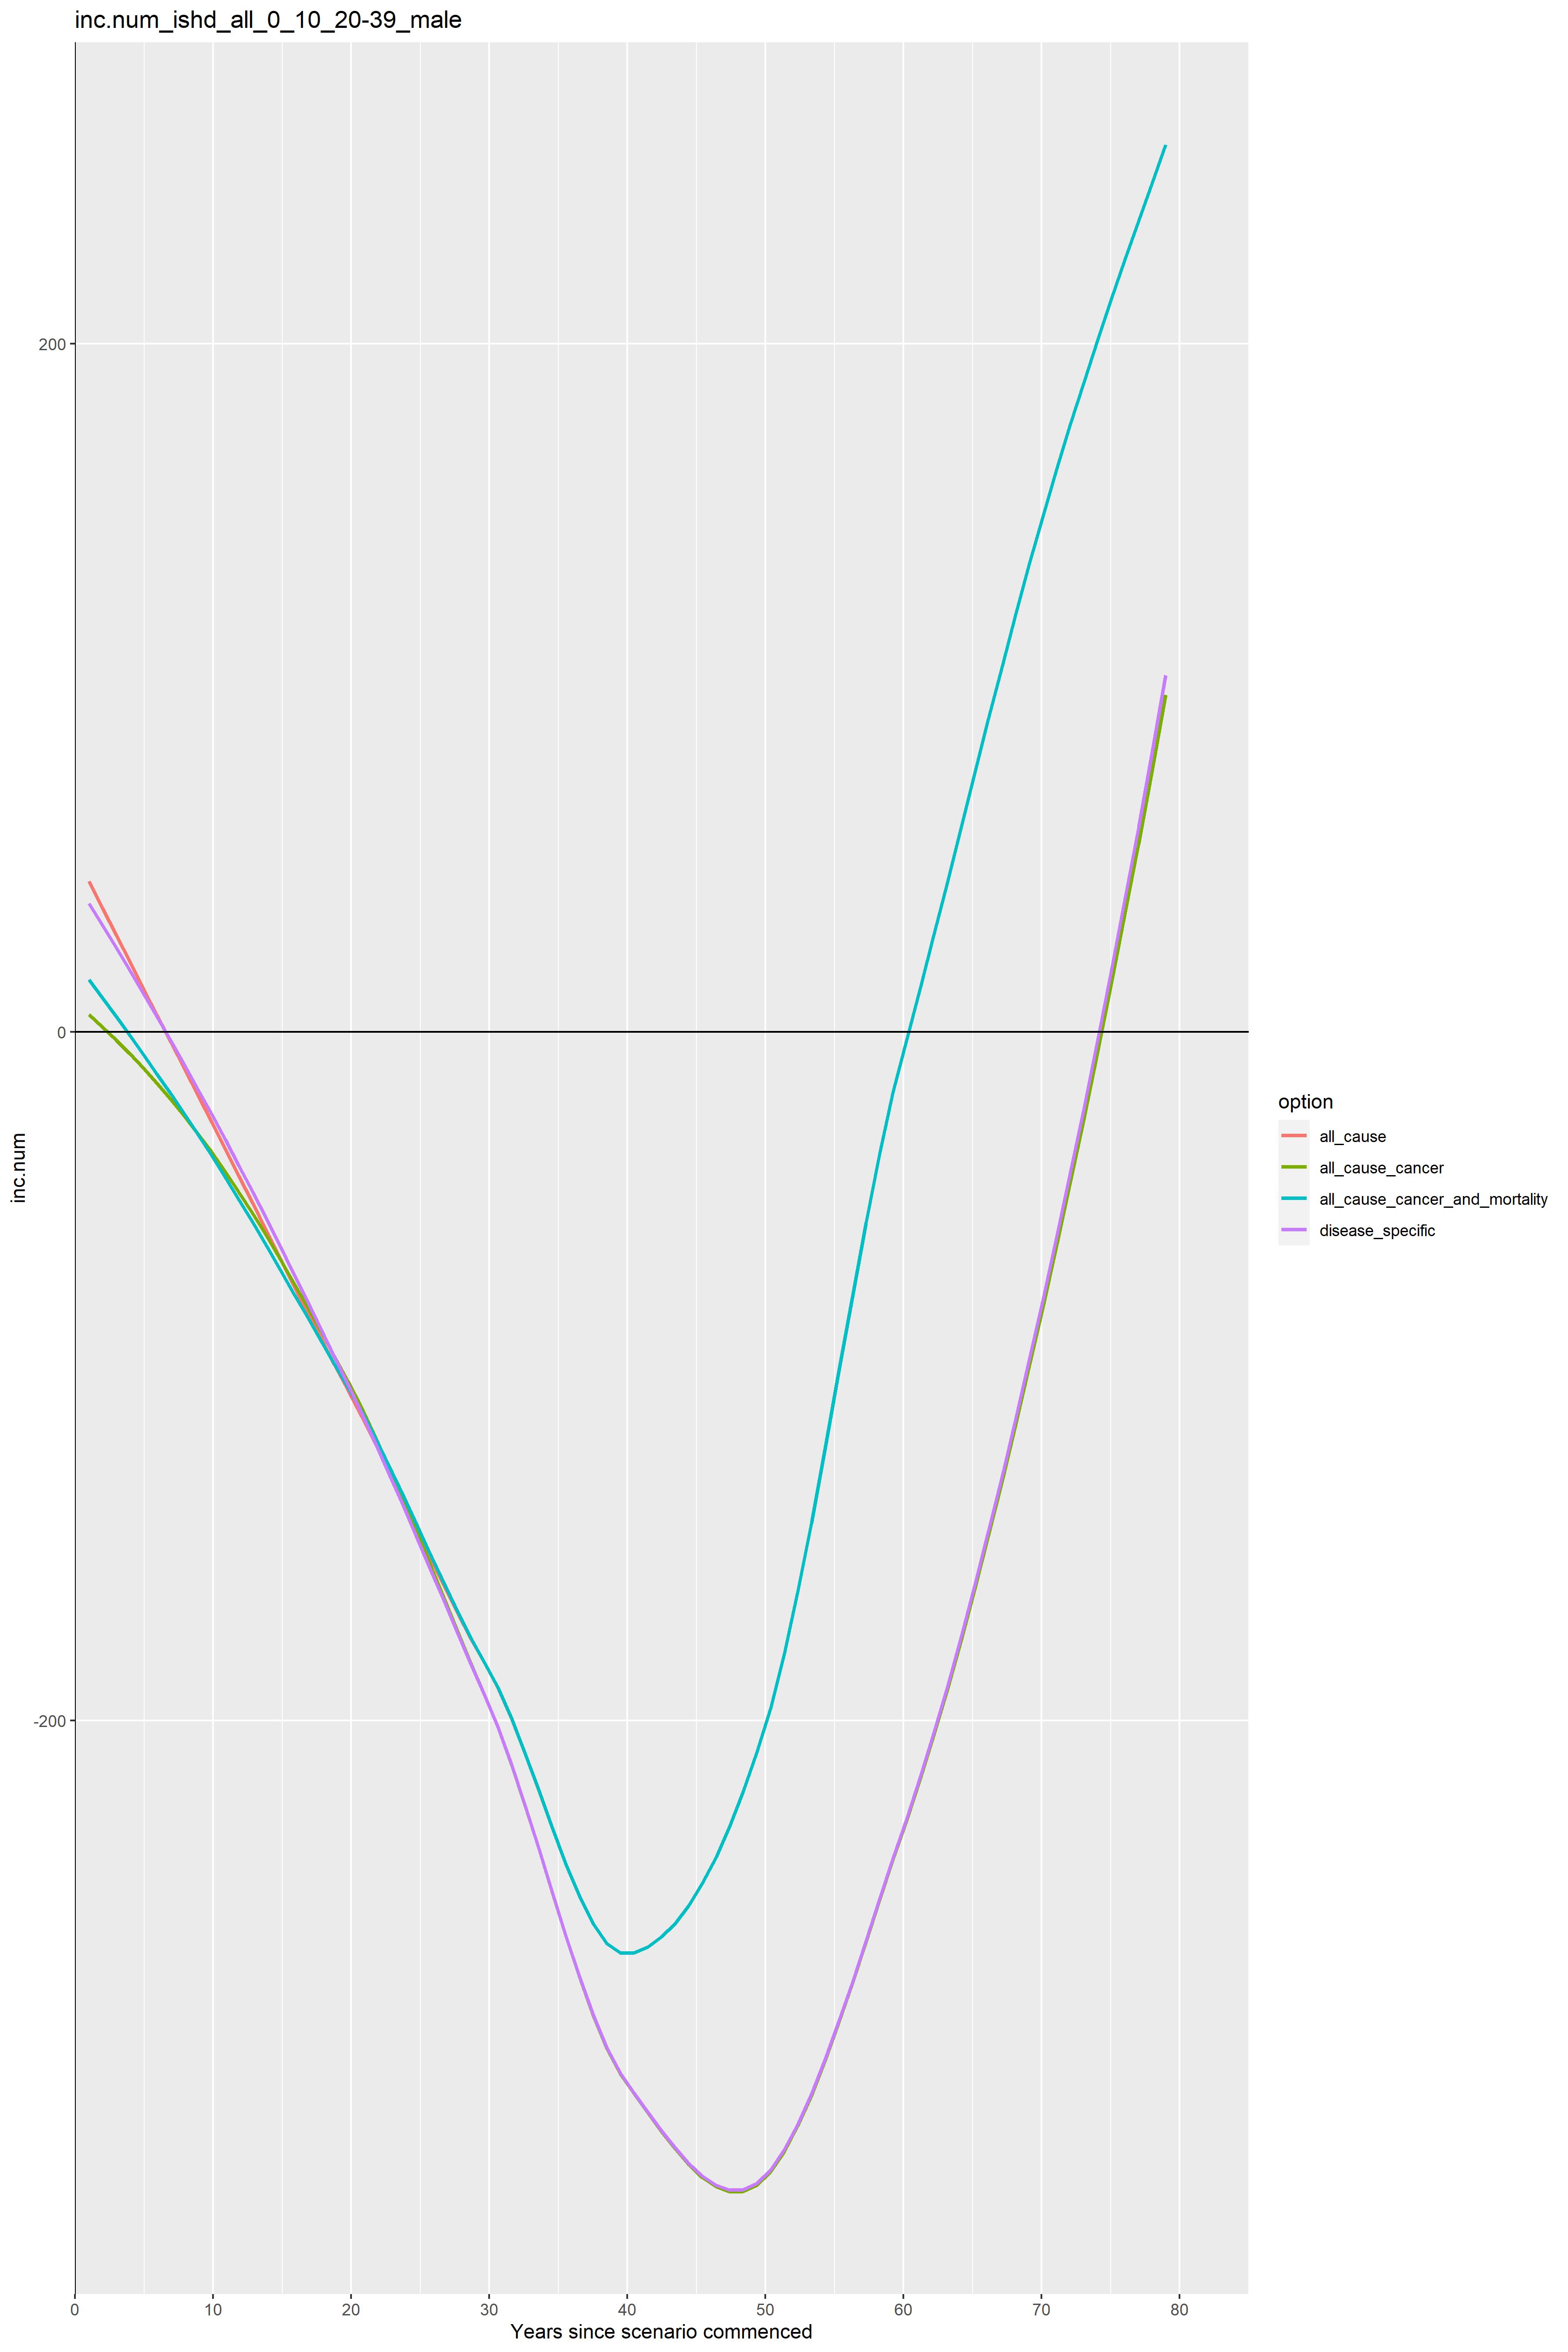 inc.num_ishd_all_0_10_20-39_male
200
0
-200
inc.num
0 10 20 30 40 50 60 70 80
Years since scenario commenced
option
all_cause
all_cause_cancer
all_cause_cancer_and_mortality
disease_specific